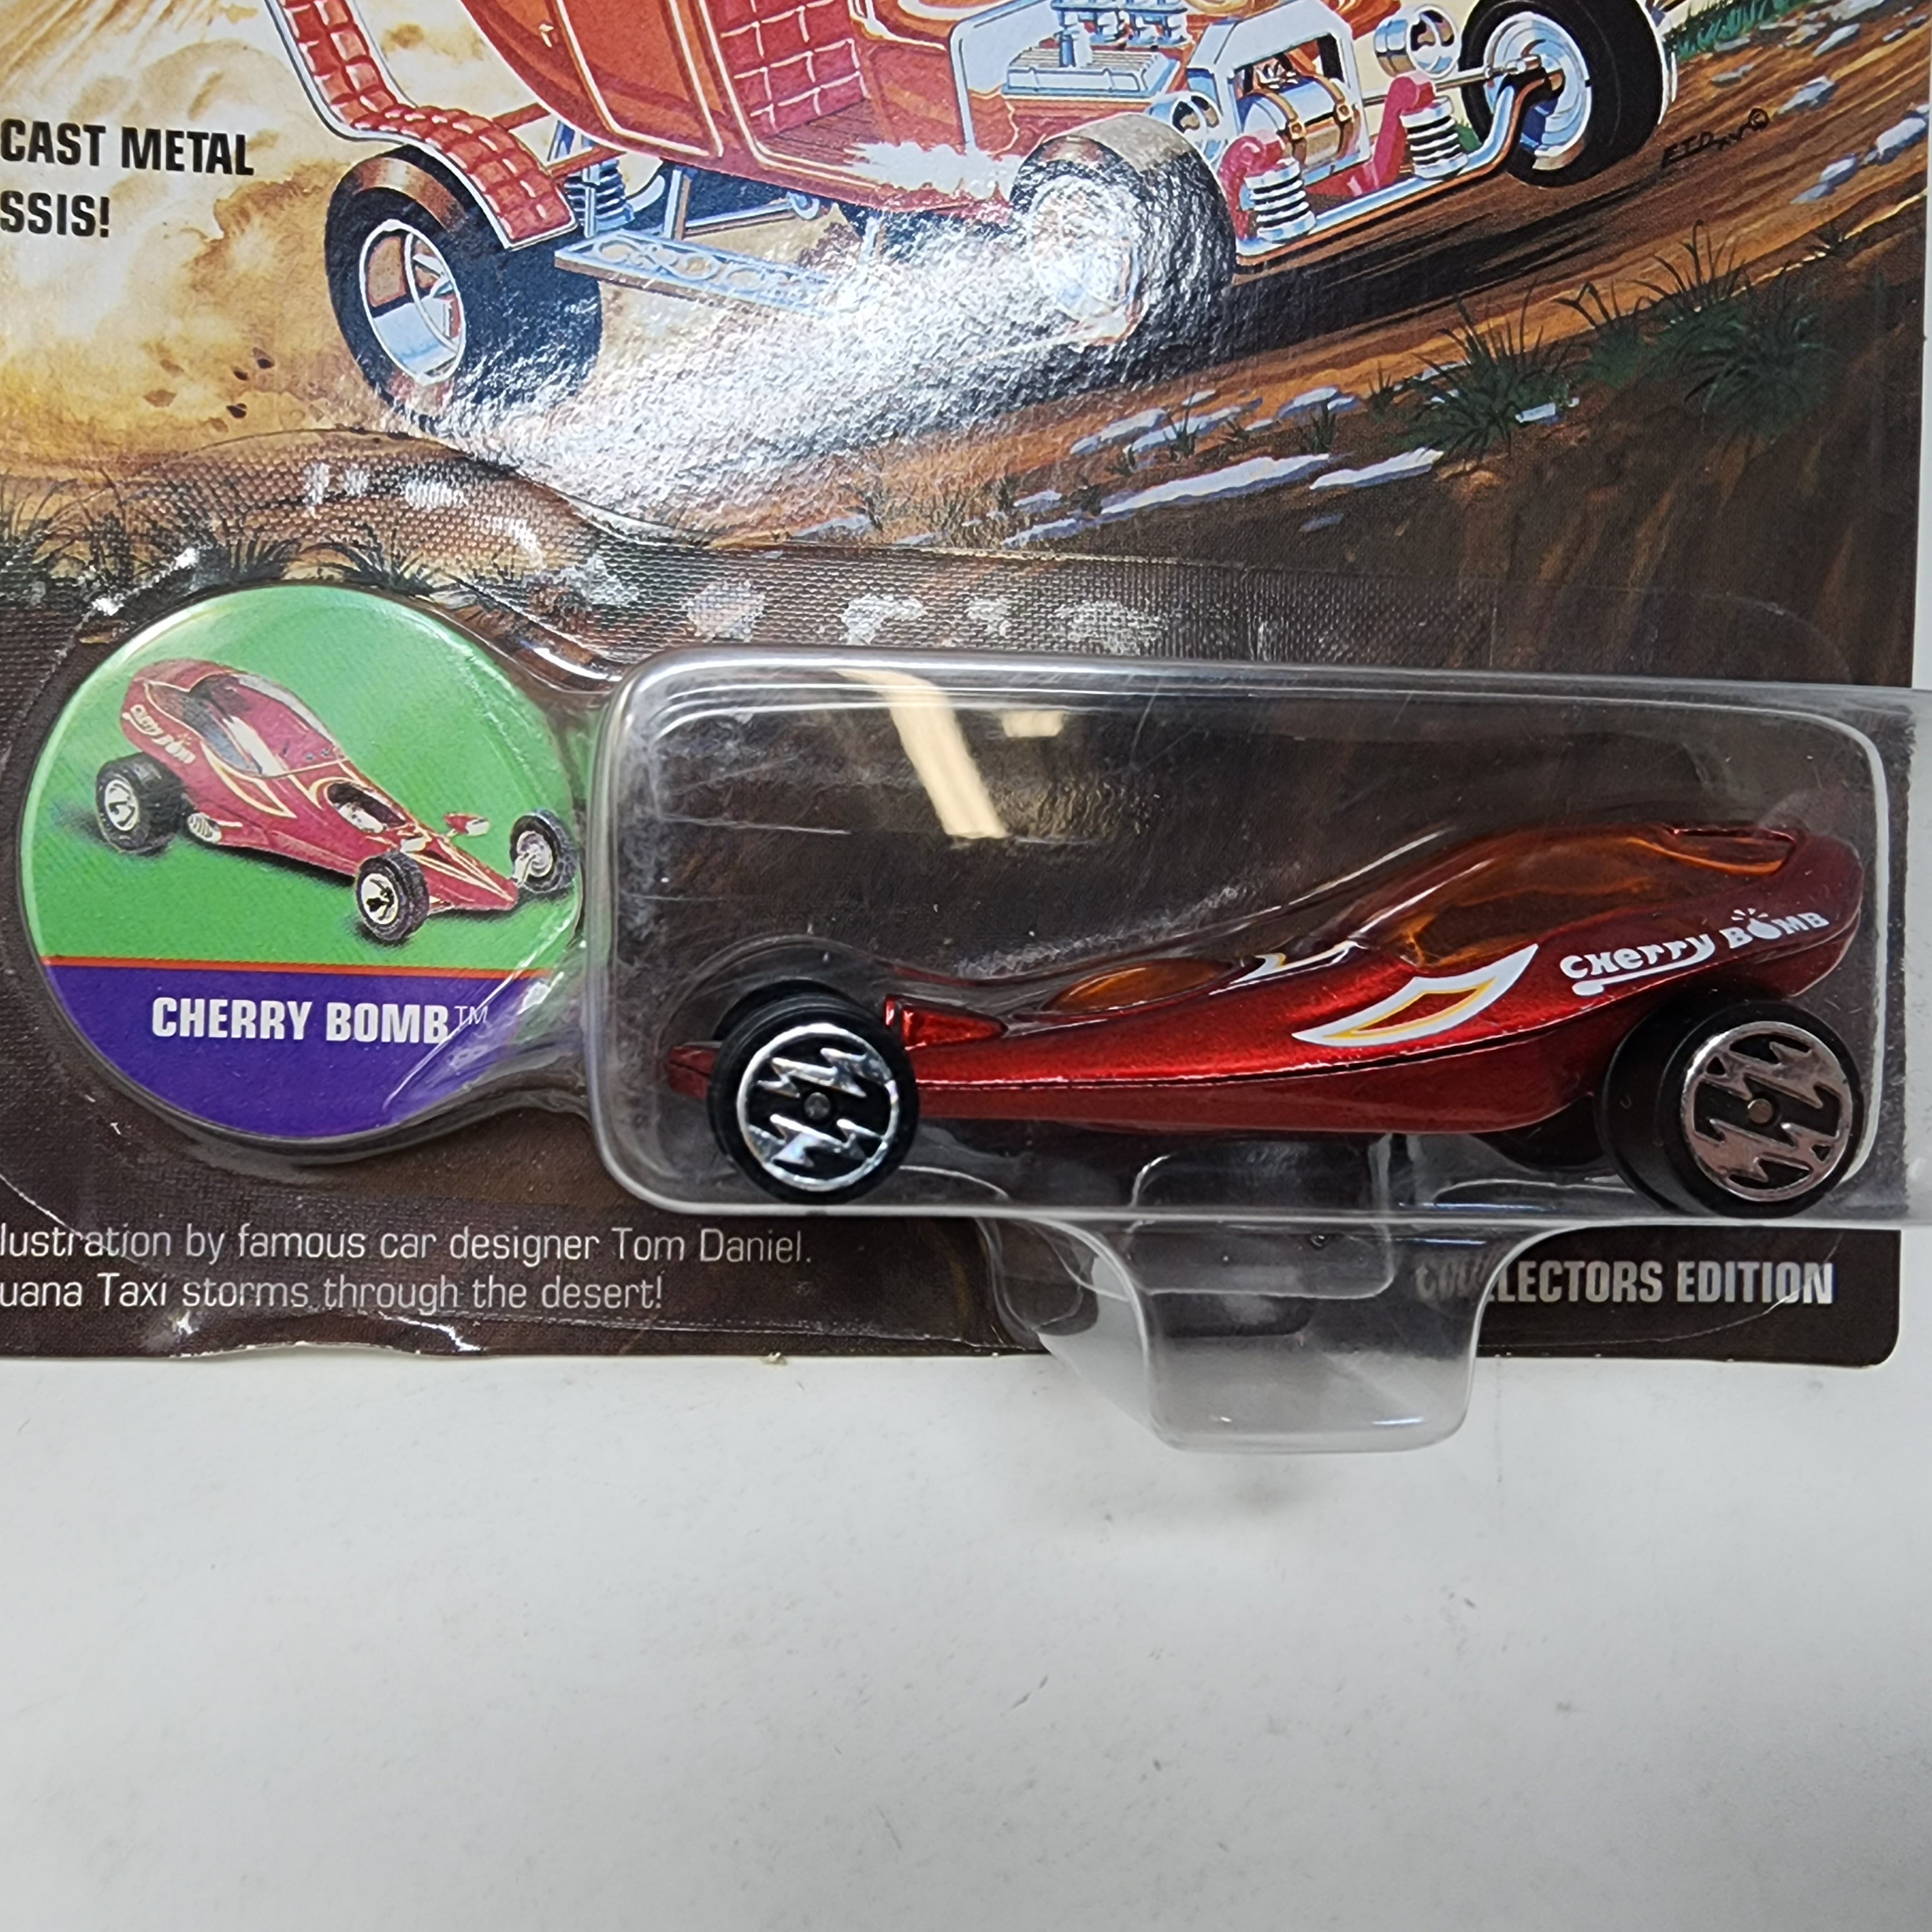 CAST METAL
SSIS!
CHERRY BOMB™
CHERRY BOMB
lustration by famous car designer Tom Daniel.
uana Taxi storms through the desert!
COLLECTORS EDITION